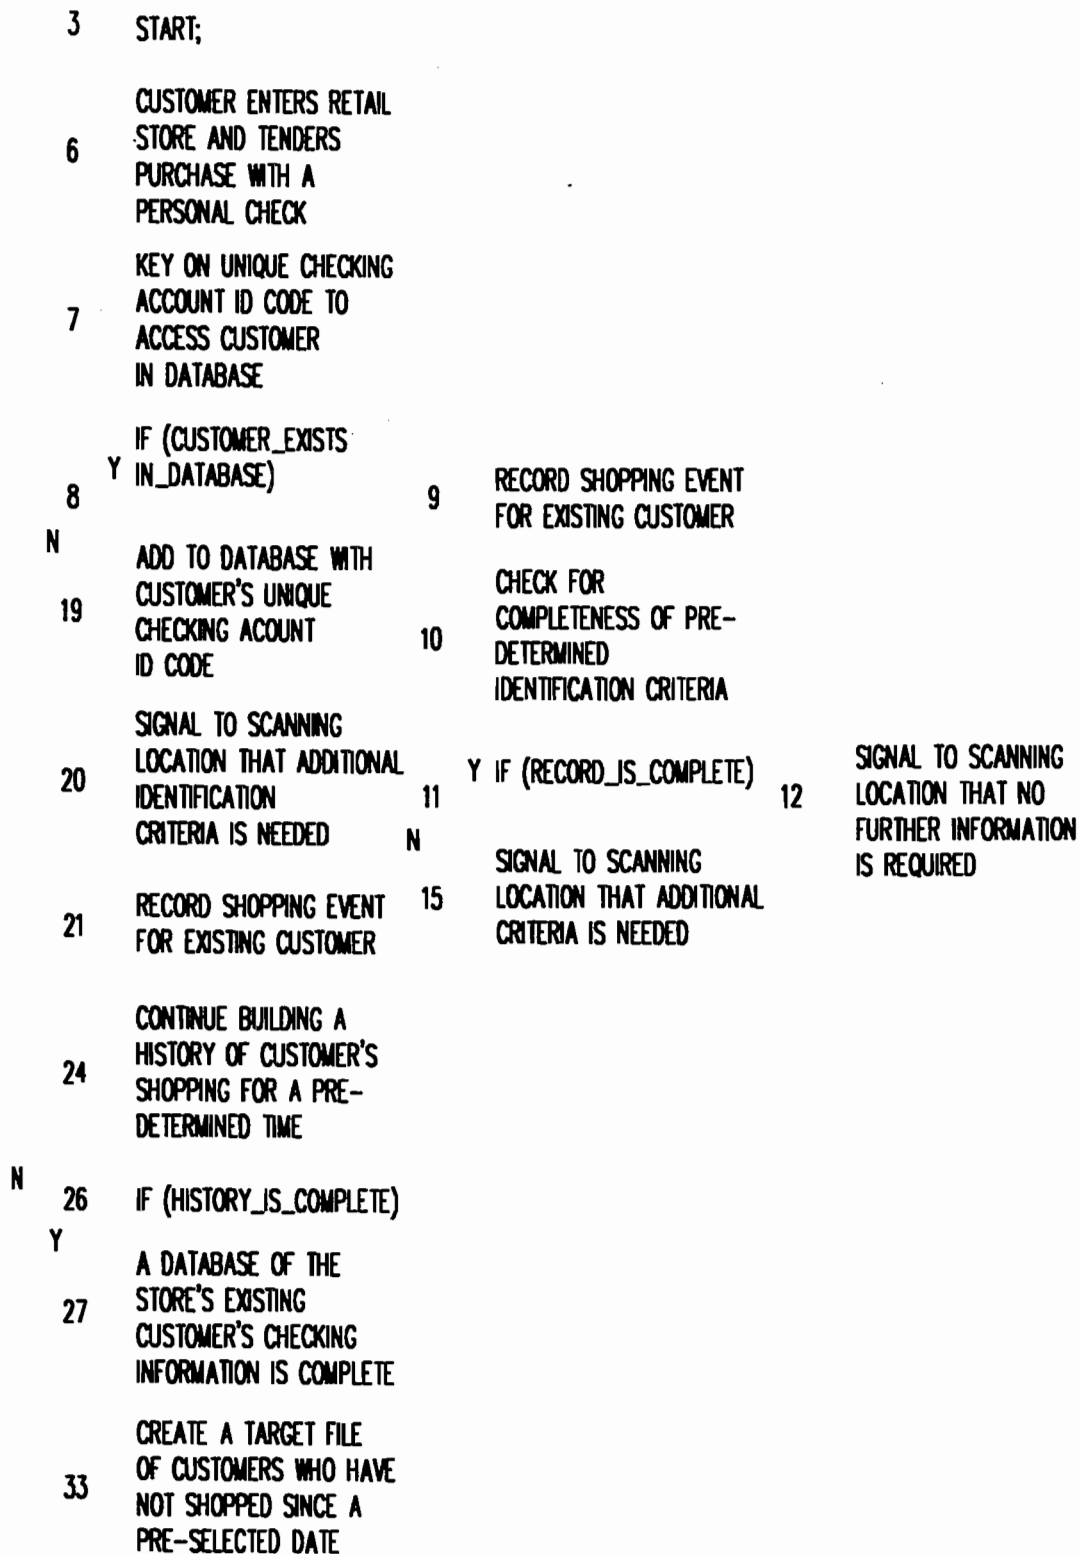 3 START;
CUSTOMER ENTERS RETAIL
6 STORE AND TENDERS
PURCHASE WITH A
PERSONAL CHECK
KEY ON UNIQUE CHECKING
ACCOUNT ID CODE TO
7
ACCESS CUSTOMER
IN DATABASE
IF (CUSTOMER_EXISTS
Y IN_DATABASE)
8
N
9
RECORD SHOPPING EVENT
FOR EXISTING CUSTOMER
ADD TO DATABASE WITH
CUSTOMER'S UNIQUE
19
CHECKING ACOUNT
ID CODE
CHECK FOR
COMPLETENESS OF PRE-
10
DETERMINED
IDENTIFICATION CRITERIA
SIGNAL TO SCANNING
LOCATION THAT ADDITIONAL
20
IDENTIFICATION
CRITERIA IS NEEDED
Y IF (RECORD_IS_COMPLETE)
11
N
12
SIGNAL TO SCANNING
LOCATION THAT NO
FURTHER INFORMATION
IS REQUIRED
SIGNAL TO SCANNING
15 LOCATION THAT ADDITIONAL
CRITERIA IS NEEDED
RECORD SHOPPING EVENT
21
FOR EXISTING CUSTOMER
CONTINUE BUILDING A
HISTORY OF CUSTOMER'S
24
SHOPPING FOR A PRE-
DETERMINED TIME
N
26 IF (HISTORY_IS_COMPLETE)
Y
A DATABASE OF THE
27 STORE'S EXISTING
CUSTOMER'S CHECKING
INFORMATION IS COMPLETE
CREATE A TARGET FILE
OF CUSTOMERS WHO HAVE
33
NOT SHOPPED SINCE A
PRE-SELECTED DATE